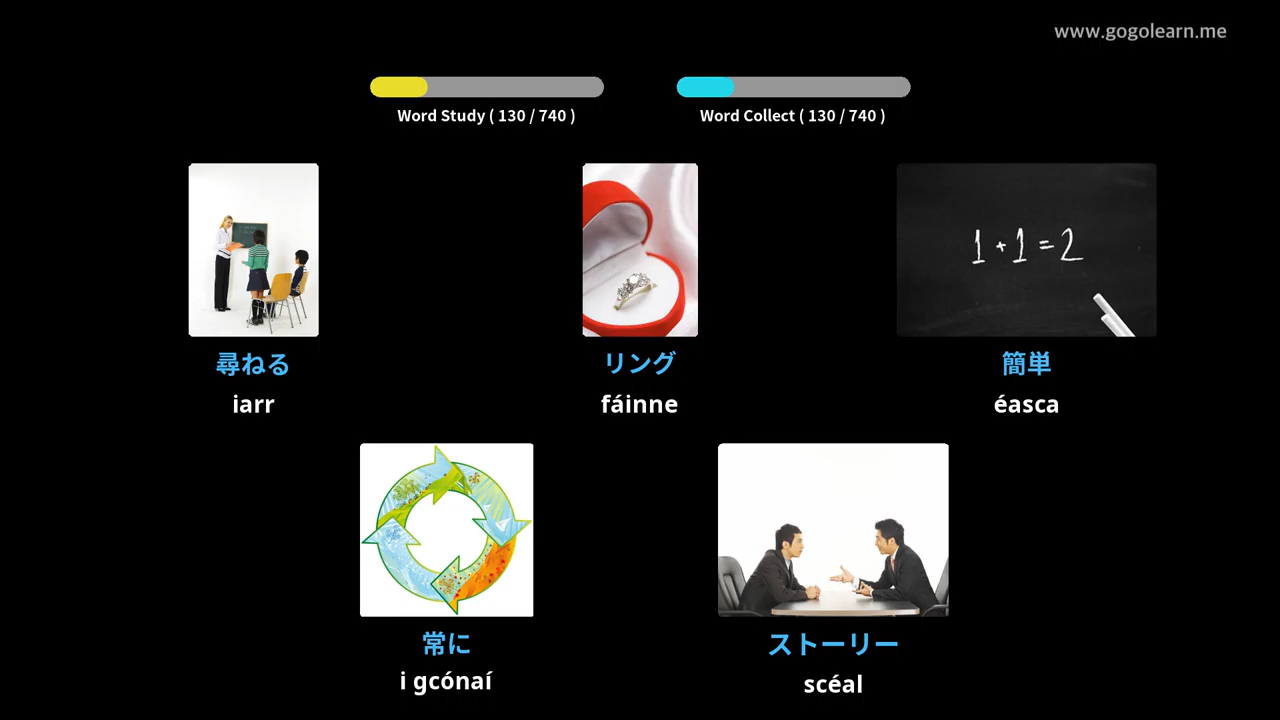 www.gogolearn.me
Word Study ( 130 / 740 )
Word Collect ( 130 / 740 )
1 + 1 = 2
尋ねる
iarr
リング
fáinne
簡単
éasca
常に
i gcónaí
ストーリー
scéal